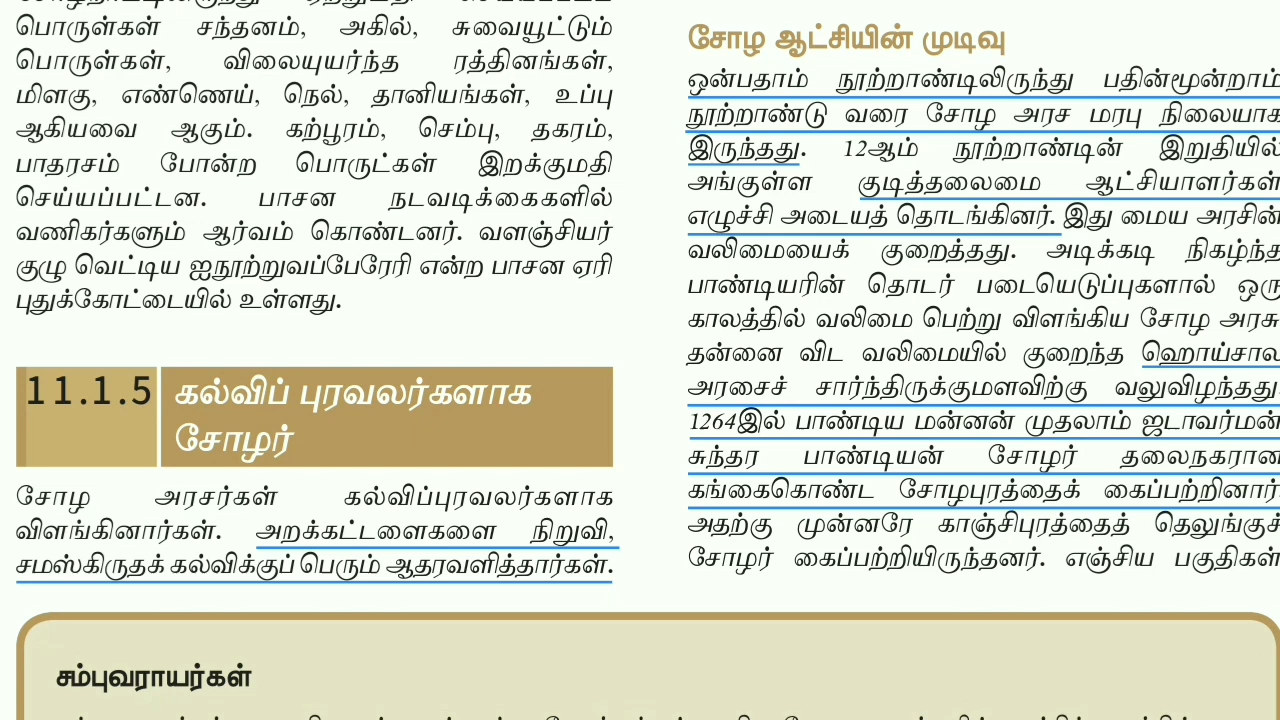 பொருள்கள் சந்தனம், அகில், சுவையூட்டும்
பொருள்கள், விலையுயர்ந்த ரத்தினங்கள்,
மிளகு, எண்ணெய், நெல், தானியங்கள், உப்பு
ஆகியவை ஆகும். கற்பூரம், செம்பு, தகரம்,
பாதரசம் போன்ற பொருட்கள் இறக்குமதி
செய்யப்பட்டன. பாசன நடவடிக்கைகளில்
வணிகர்களும் ஆர்வம் கொண்டனர். வளஞ்சியர்
குழு வெட்டிய ஐநூற்றுவப்பேரேரி என்ற பாசன ஏரி
புதுக்கோட்டையில் உள்ளது.
11.1.5 கல்விப் புரவலர்களாக
சோழர்
சோழ அரசர்கள் கல்விப்புரவலர்களாக
விளங்கினார்கள். அறக்கட்டளைகளை நிறுவி,
சமஸ்கிருதக் கல்விக்குப் பெரும் ஆதரவளித்தார்கள்.
சோழ ஆட்சியின் முடிவு
ஒன்பதாம் நூற்றாண்டிலிருந்து பதின்மூன்றாம்
நூற்றாண்டு வரை சோழ அரச மரபு நிலையாக
இருந்தது. 12ஆம் நூற்றாண்டின் இறுதியில்
அங்குள்ள குடித்தலைமை ஆட்சியாளர்கள்
எழுச்சி அடையத் தொடங்கினர். இது மைய அரசின்
வலிமையைக் குறைத்தது. அடிக்கடி நிகழ்ந்த
பாண்டியரின் தொடர் படையெடுப்புகளால் ஒரு
காலத்தில் வலிமை பெற்று விளங்கிய சோழ அரசு
தன்னை விட வலிமையில் குறைந்த ஹொய்சால
அரசைச் சார்ந்திருக்குமளவிற்கு வலுவிழந்தது.
1264இல் பாண்டிய மன்னன் முதலாம் ஜடாவர்மன்
சுந்தர பாண்டியன் சோழர் தலைநகரான
கங்கைகொண்ட சோழபுரத்தைக் கைப்பற்றினார்.
அதற்கு முன்னரே காஞ்சிபுரத்தைத் தெலுங்குச்
சோழர் கைப்பற்றியிருந்தனர். எஞ்சிய பகுதிகள்
சம்புவராயர்கள்